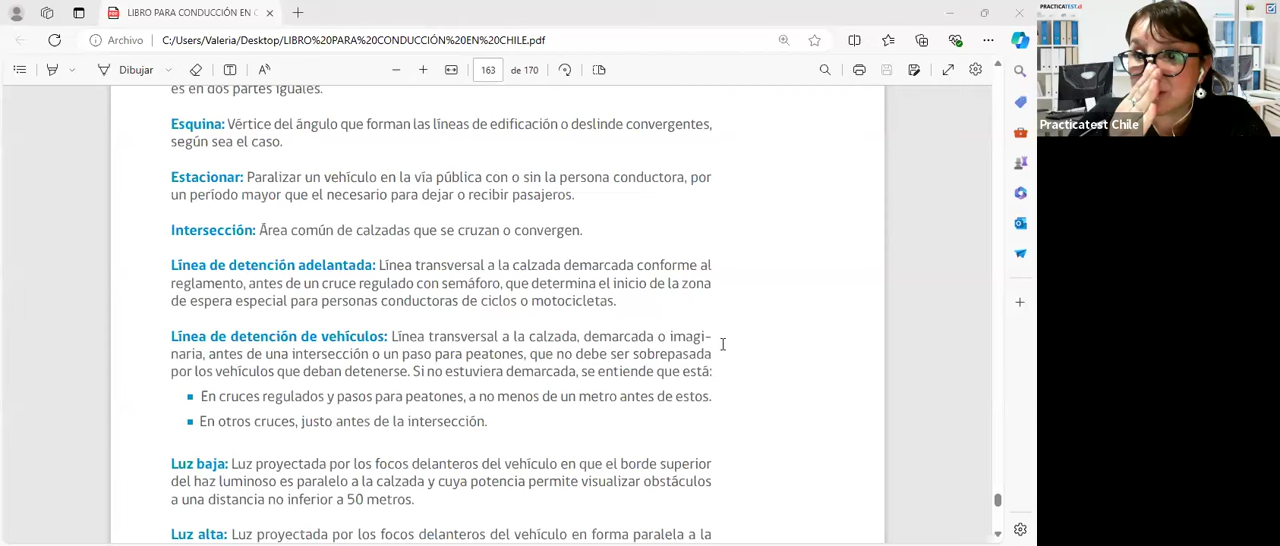 LIBRO PARA CONDUCCIÓN EN C
Archivo
C:/Users/Valeria/Desktop/LIBRO%20PARA%20CONDUCCIÓN%20EN%20CHILE.pdf
Dibujar
163 de 170
es en dos partes iguales.
Esquina: Vértice del ángulo que forman las líneas de edificación o deslinde convergentes,
según sea el caso.
Estacionar: Paralizar un vehículo en la vía pública con o sin la persona conductora, por
un período mayor que el necesario para dejar o recibir pasajeros.
Intersección: Área común de calzadas que se cruzan o convergen.
Línea de detención adelantada: Línea transversal a la calzada demarcada conforme al
reglamento, antes de un cruce regulado con semáforo, que determina el inicio de la zona
de espera especial para personas conductoras de ciclos o motocicletas.
Línea de detención de vehículos: Línea transversal a la calzada, demarcada o imagi-
naria, antes de una intersección o un paso para peatones, que no debe ser sobrepasada
por los vehículos que deban detenerse. Si no estuviera demarcada, se entiende que está:
En cruces regulados y pasos para peatones, a no menos de un metro antes de estos.
En otros cruces, justo antes de la intersección.
Luz baja: Luz proyectada por los focos delanteros del vehículo en que el borde superior
del haz luminoso es paralelo a la calzada y cuya potencia permite visualizar obstáculos
a una distancia no inferior a 50 metros.
Luz alta: Luz proyectada por los focos delanteros del vehículo en forma paralela a la
PRACTICATEST.cl
Practicatest Chile